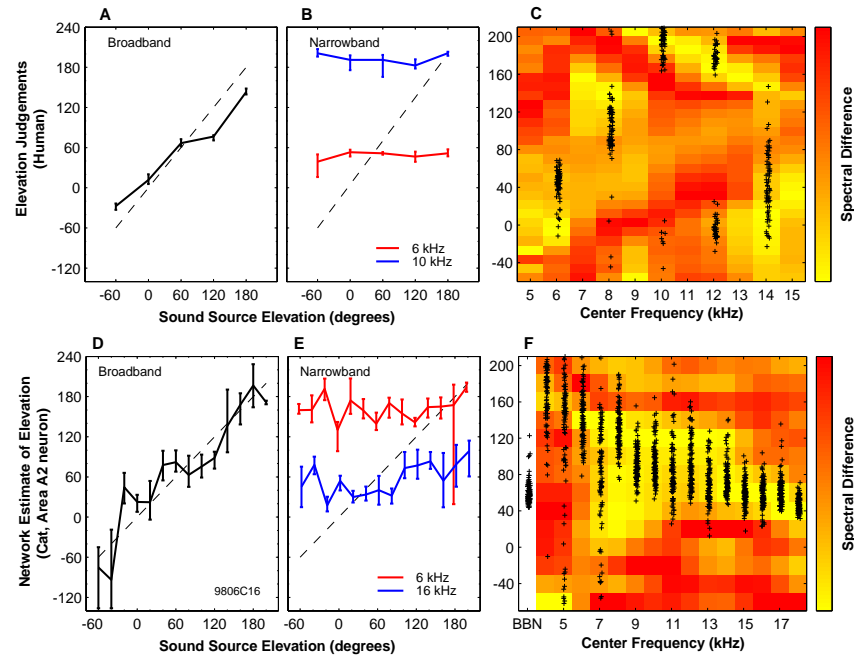 A
B
C
Broadband
Narrowband
240
180
120
60
0
-60
-120
Elevation Judgements
(Human)
6 kHz
10 kHz
-60 0 60 120 180
-60 0 60 120 180
Sound Source Elevation (degrees)
200
160
120
80
40
0
-40
5 6 7 8 9 10 11 12 13 14 15
Center Frequency (kHz)
Spectral Difference
D
E
F
Broadband
Narrowband
240
180
120
60
0
-60
-120
Network Estimate of Elevation
(Cat, Area A2 neuron)
9806C16
6 kHz
16 kHz
-60 0 60 120 180
-60 0 60 120 180
Sound Source Elevation (degrees)
200
160
120
80
40
0
-40
BBN 5 7 9 11 13 15 17
Center Frequency (kHz)
Spectral Difference